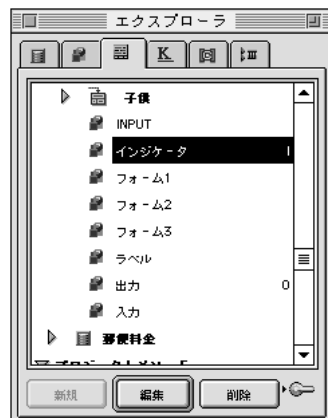 エクスプローラ
K
子供
INPUT
インジケータ I
フォーム1
フォーム2
フォーム3
ラベル
出力 O
入力
郵便料金
新規 編集 削除